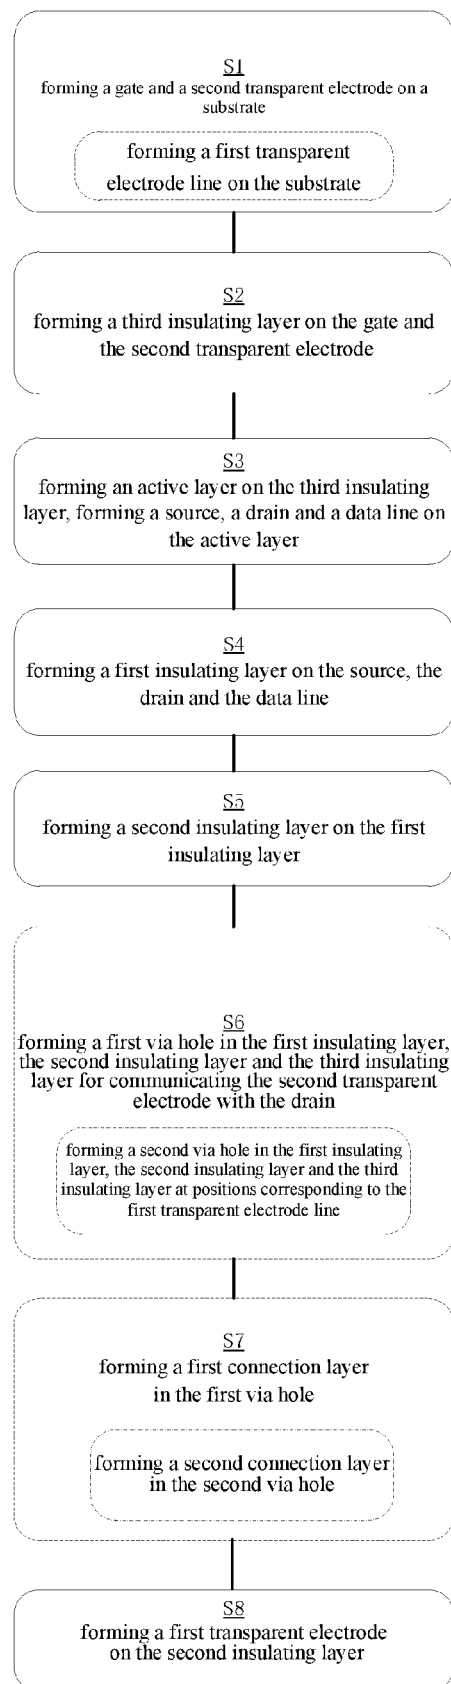 S1
forming a gate and a second transparent electrode on a
substrate
forming a first transparent
electrode line on the substrate
S2
forming a third insulating layer on the gate and
the second transparent electrode
S3
forming an active layer on the third insulating
layer, forming a source, a drain and a data line on
the active layer
S4
forming a first insulating layer on the source, the
drain and the data line
S5
forming a second insulating layer on the first
insulating layer
S6
forming a first via hole in the first insulating layer,
the second insulating layer and the third insulating
layer for communicating the second transparent
electrode with the drain
forming a second via hole in the first insulating
layer, the second insulating layer and the third
insulating layer at positions corresponding to the
first transparent electrode line
S7
forming a first connection layer
in the first via hole
forming a second connection layer
in the second via hole
S8
forming a first transparent electrode
on the second insulating layer